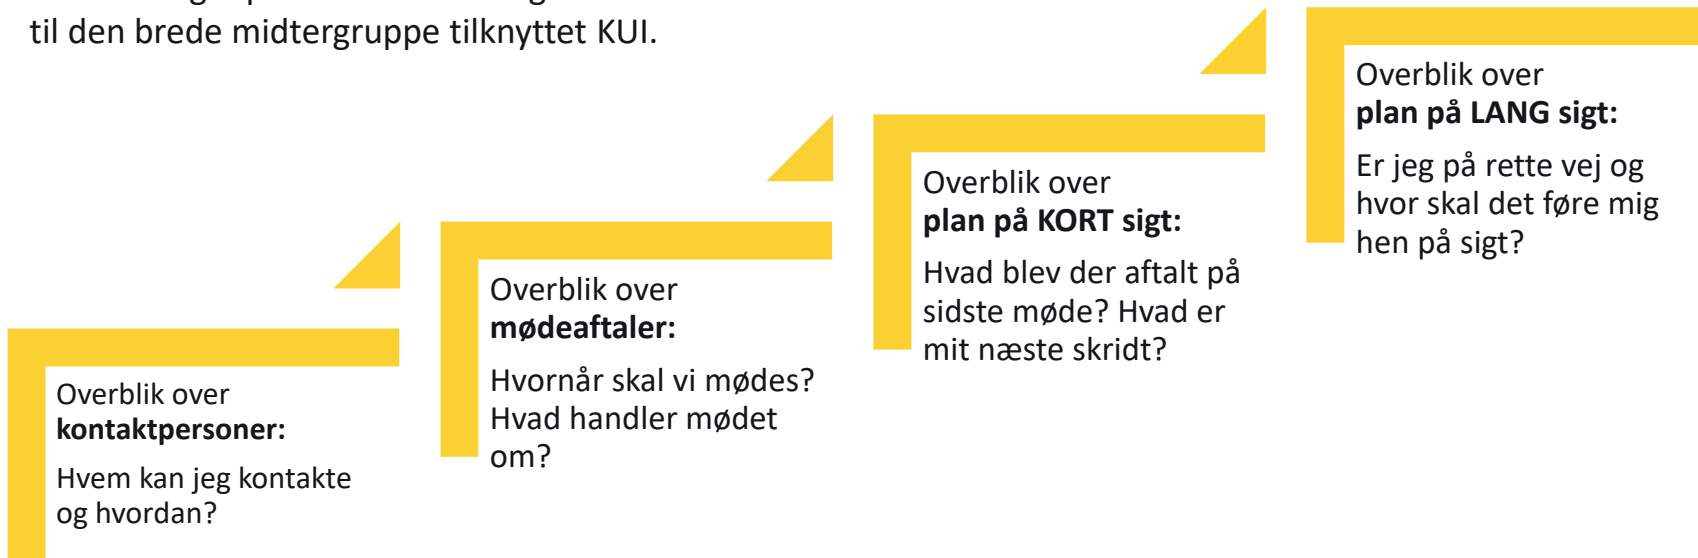 til den brede midtergruppe tilknyttet KUI.
Overblik over
kontaktpersoner:
Hvem kan jeg kontakte
og hvordan?
Overblik over
mødeaftaler:
Hvornår skal vi mødes?
Hvad handler mødet
om?
Overblik over
plan på KORT sigt:
Hvad blev der aftalt på
sidste møde? Hvad er
mit næste skridt?
Overblik over
plan på LANG sigt:
Er jeg på rette vej og
hvor skal det føre mig
hen på sigt?